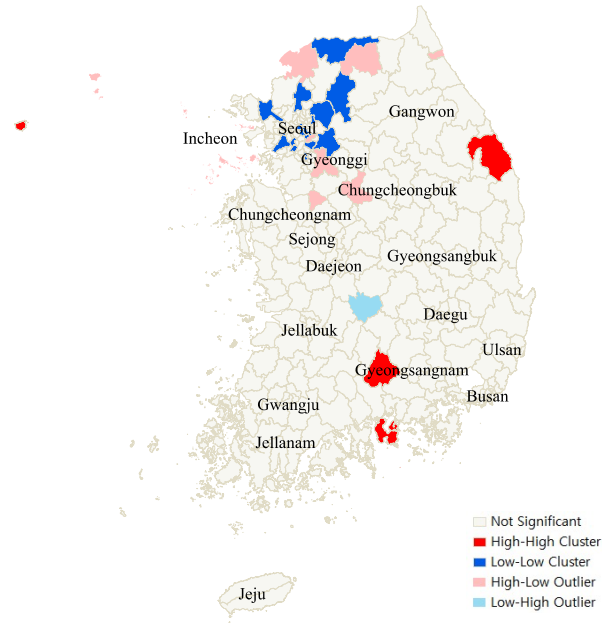 Gangwon
Seoul
Incheon
Gyeonggi
Chungcheongbuk
Chungcheongnam
Sejong
Gyeongsangbuk
Daejeon
Daegu
Jellabuk
Ulsan
Gyeongsangnam
Busan
Gwangju
Jellanam
Not Significant
High-High Cluster
Low-Low Cluster
High-Low Outlier
Low-High Outlier
Jeju